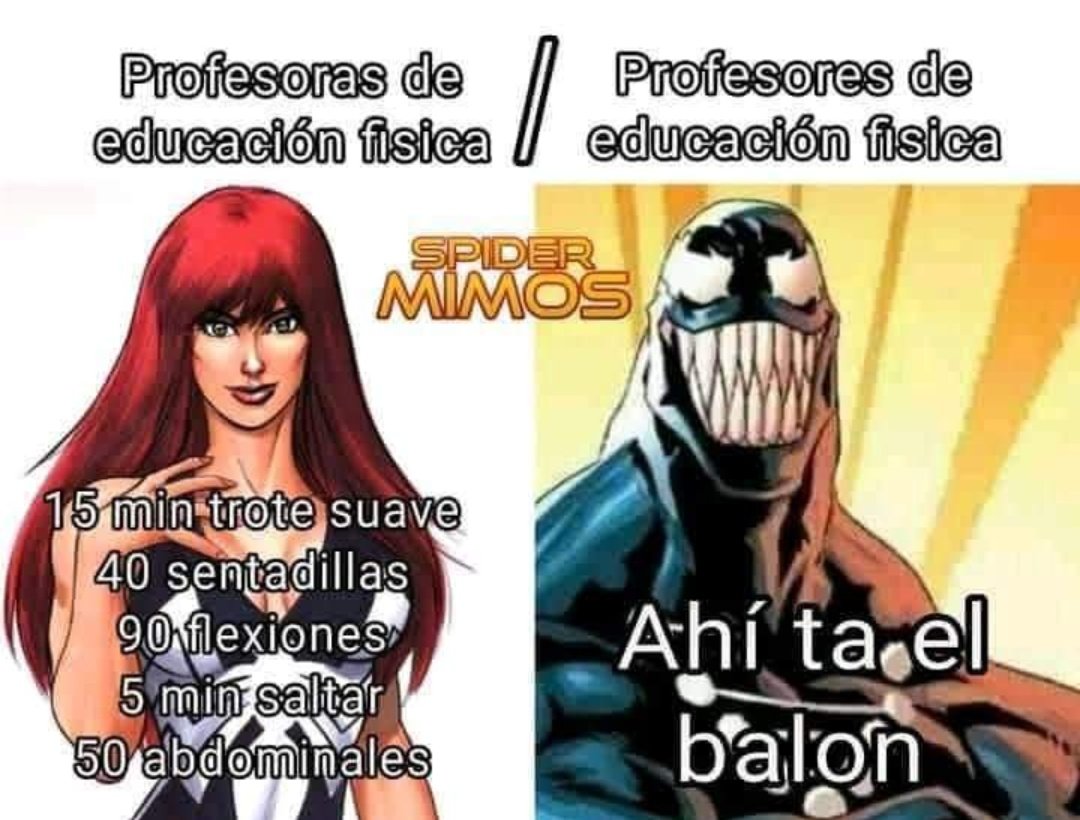 Profesoras de
educación fisica
/
Profesores de
educación fisica
SPIDER
MIMOS
15 min trote suave
40 sentadillas
90 flexiones
5 min saltar
50 abdominales
Ahí ta el
balon